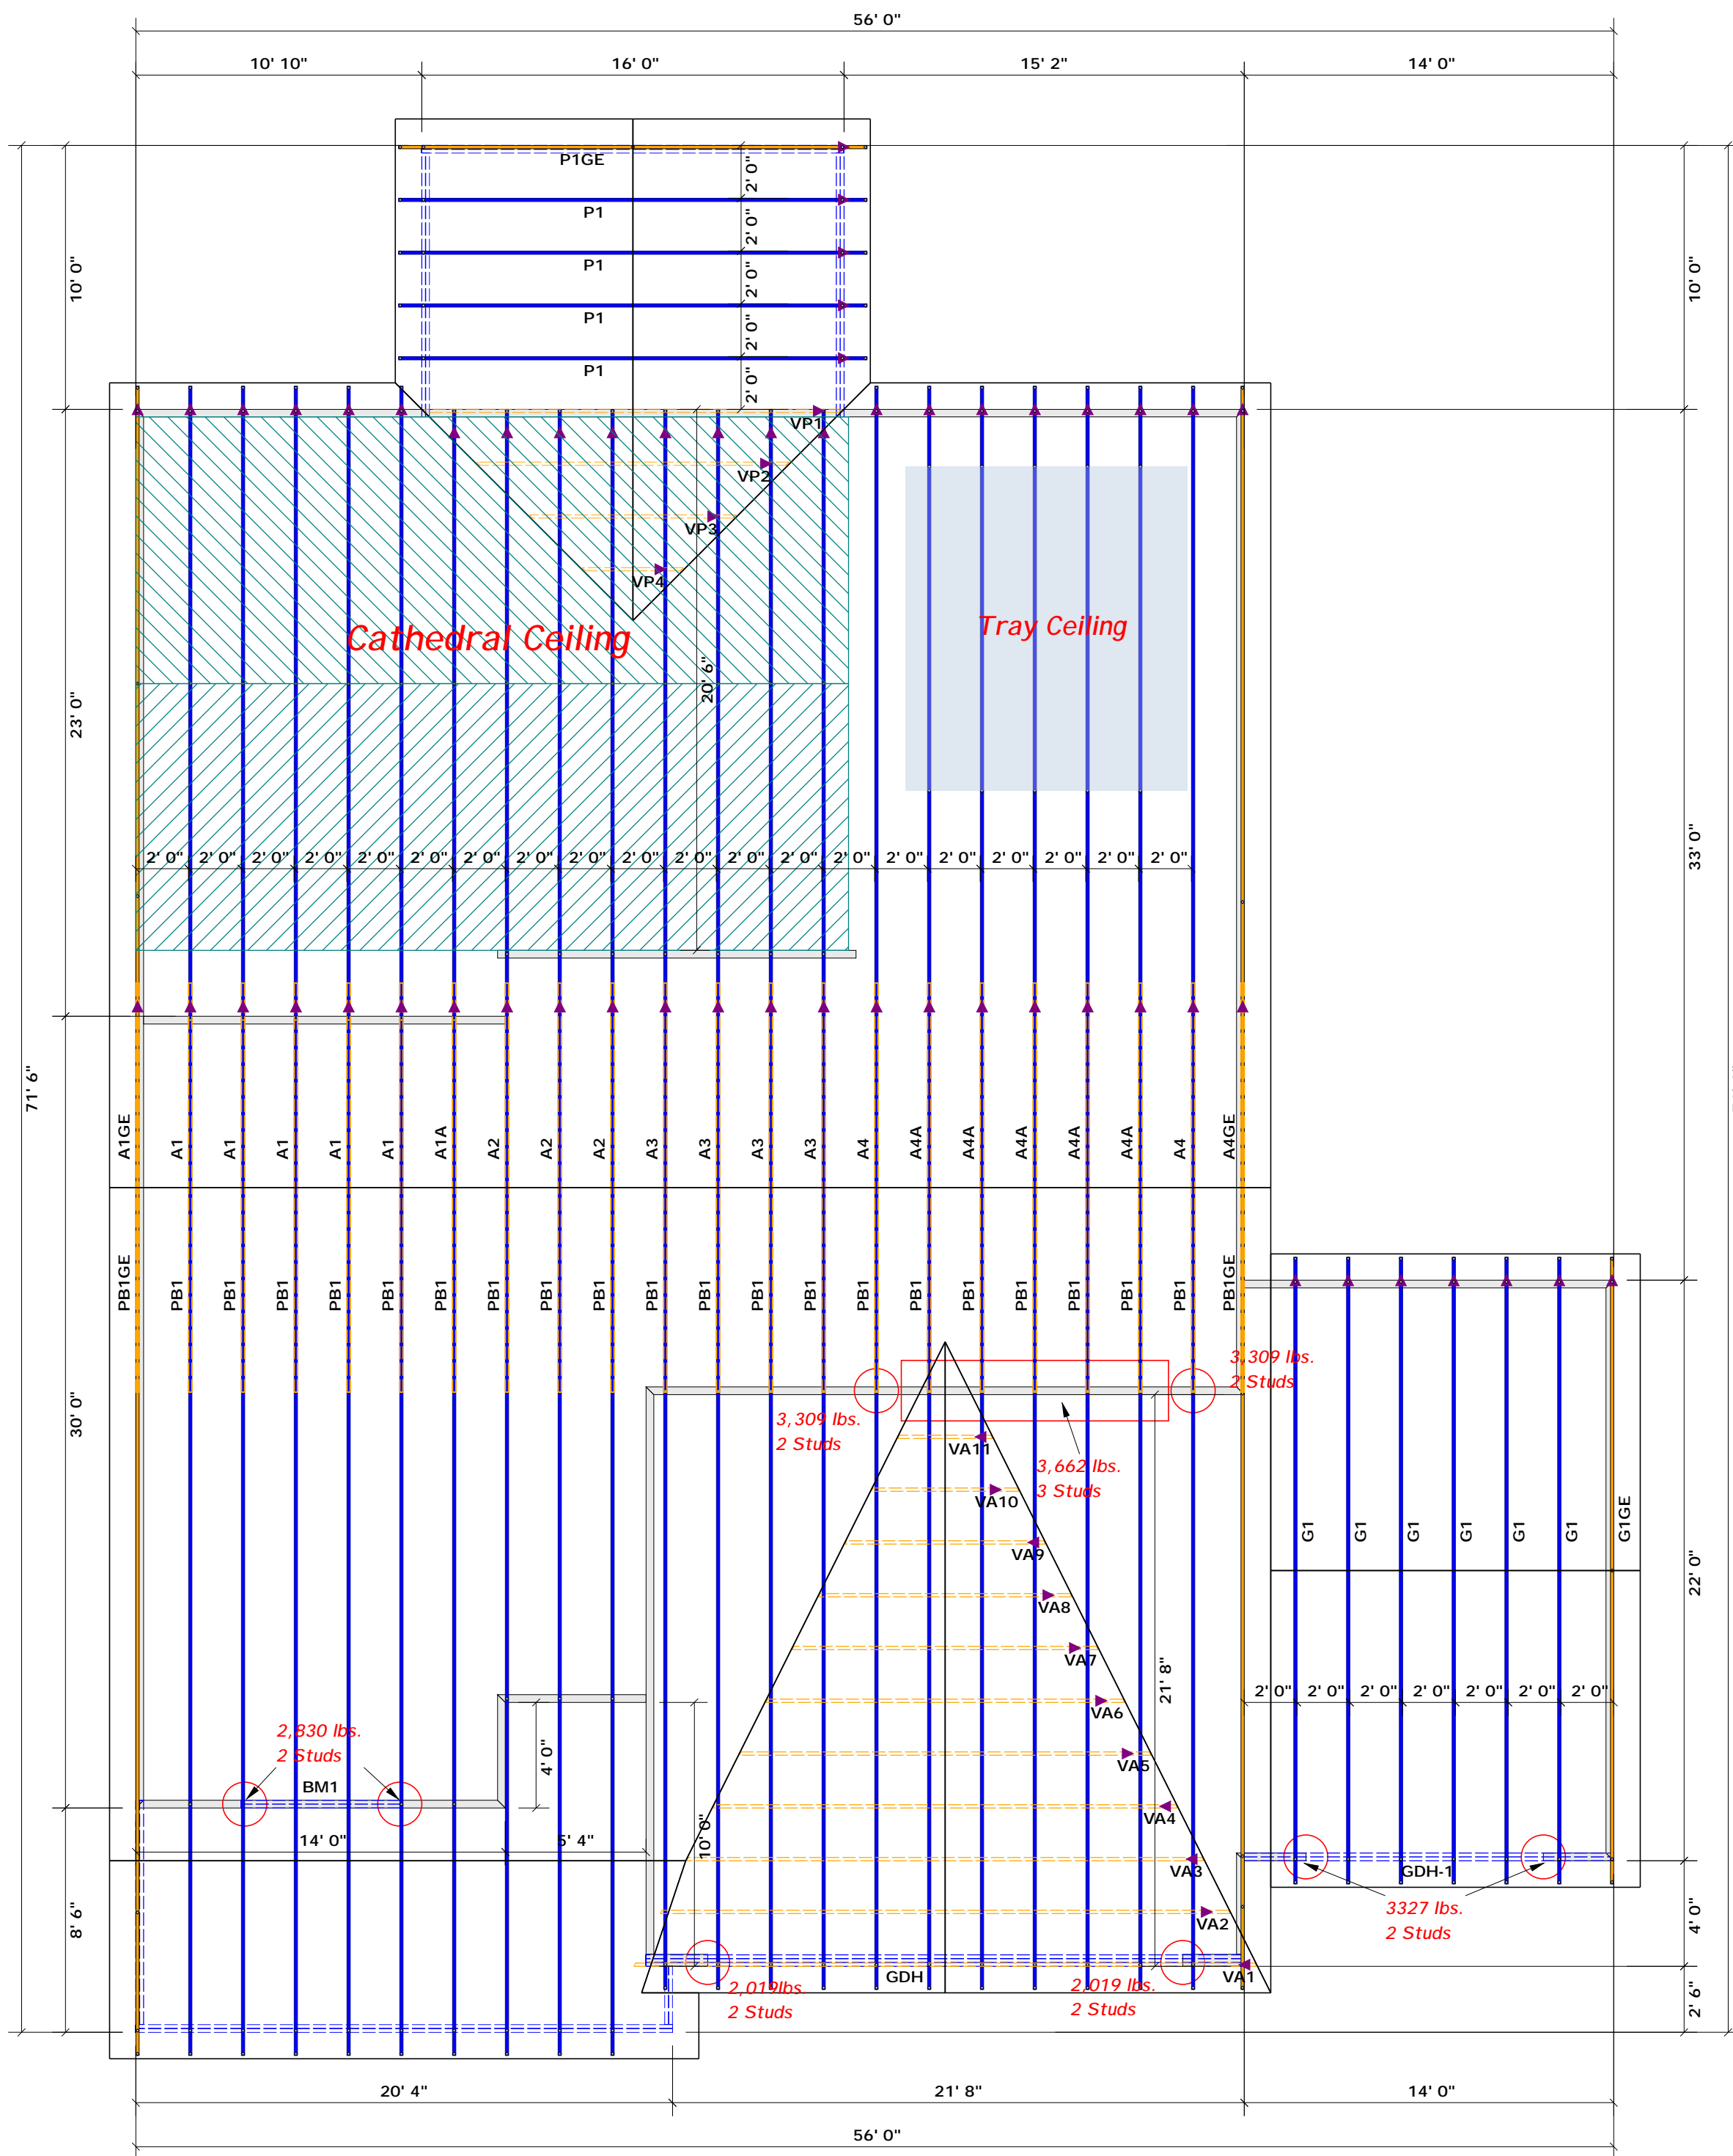 56' 0"
10' 10"
16' 0"
15' 2"
14' 0"
P1GE
2' 0"
P1
2' 0"
P1
2' 0"
P1
2' 0"
P1
2' 0"
10' 0"
10' 0"
VP1
VP2
VP3
VP4
Cathedral Ceiling
Tray Ceiling
20' 6"
23' 0"
33' 0"
2' 0" 2' 0" 2' 0" 2' 0" 2' 0" 2' 0" 2' 0" 2' 0" 2' 0" 2' 0" 2' 0" 2' 0" 2' 0" 2' 0" 2' 0" 2' 0" 2' 0" 2' 0" 2' 0" 2' 0"
71' 6"
A1GE A1 A1 A1 A1 A1 A1A A2 A2 A2 A3 A3 A3 A3 A4 A4A A4A A4A A4A A4A A4 A4GE
PB1GE PB1 PB1 PB1 PB1 PB1 PB1 PB1 PB1 PB1 PB1 PB1 PB1 PB1 PB1 PB1 PB1 PB1 PB1 PB1 PB1 PB1GE
3,309 lbs.
2 Studs
3,309 lbs.
2 Studs
30' 0"
VA11
3,662 lbs.
3 Studs
VA10
VA9
VA8
VA7
VA6
VA5
VA4
VA3
VA2
VA1
G1 G1 G1 G1 G1 G1 G1GE
22' 0"
21' 8"
2' 0" 2' 0" 2' 0" 2' 0" 2' 0" 2' 0" 2' 0"
2,830 lbs.
2 Studs
BM1
4' 0"
14' 0"
5' 4"
10' 0"
GDH-1
3327 lbs.
2 Studs
8' 6"
4' 0"
GDH
2,019lbs.
2 Studs
2,019 lbs.
2 Studs
2' 6"
20' 4"
21' 8"
14' 0"
56' 0"